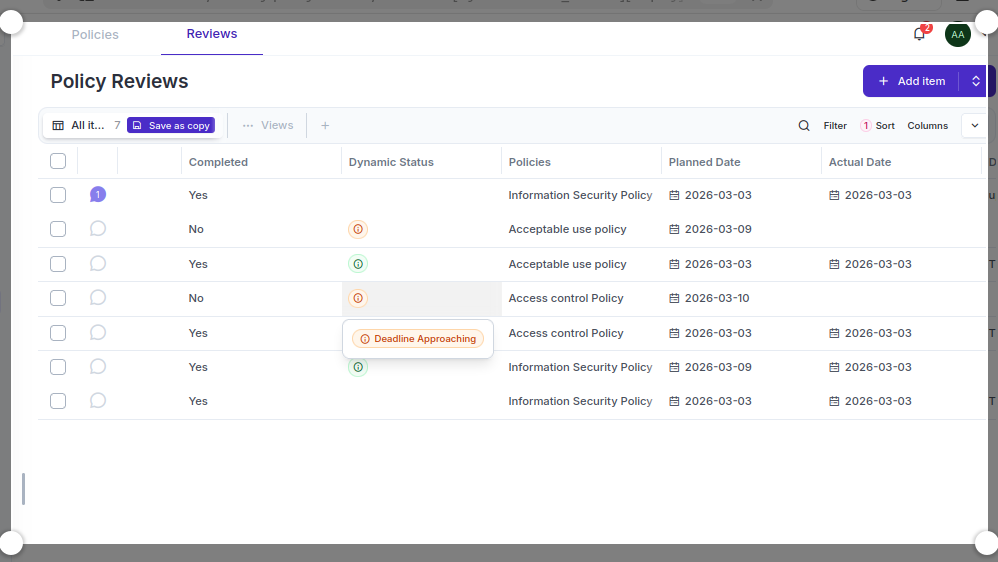 Policies Reviews 2 AA
Policy Reviews + Add item
All it... 7 Save as copy ··· Views + Filter 1 Sort Columns
Completed Dynamic Status Policies Planned Date Actual Date D
1 Yes Information Security Policy 2026-03-03 2026-03-03 u
No Acceptable use policy 2026-03-09
Yes Acceptable use policy 2026-03-03 2026-03-03 T
No Access control Policy 2026-03-10
Yes Deadline Approaching Access control Policy 2026-03-03 2026-03-03 T
Yes Information Security Policy 2026-03-09 2026-03-03
Yes Information Security Policy 2026-03-03 2026-03-03 T